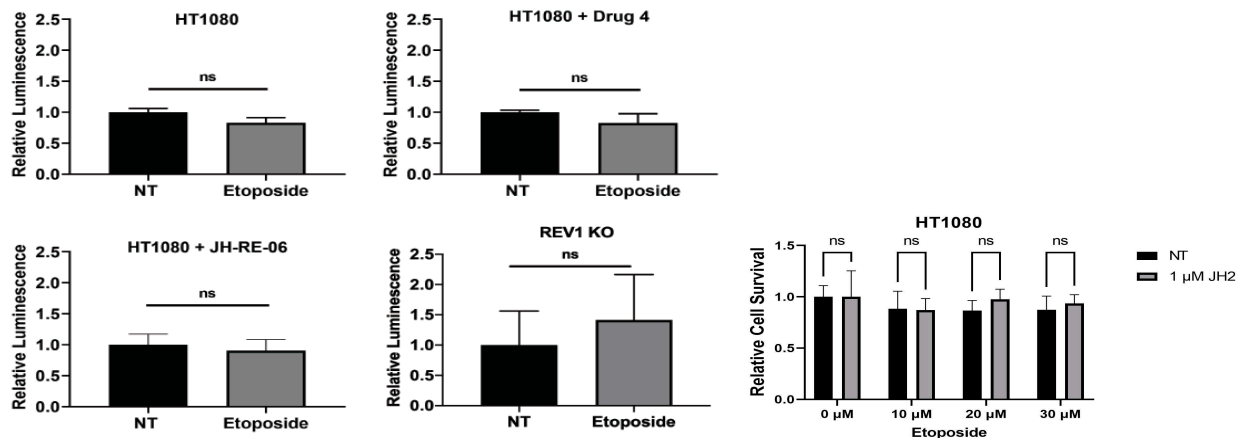 HT1080
Relative Luminescence
2.5
2.0
1.5
1.0
0.5
0.0
ns
NT
Etoposide
HT1080 + Drug 4
Relative Luminescence
2.5
2.0
1.5
1.0
0.5
0.0
ns
NT
Etoposide
HT1080 + JH-RE-06
Relative Luminescence
2.5
2.0
1.5
1.0
0.5
0.0
ns
NT
Etoposide
REV1 KO
Relative Luminescence
2.5
2.0
1.5
1.0
0.5
0.0
ns
NT
Etoposide
HT1080
Relative Cell Survival
1.5
1.0
0.5
0.0
ns ns ns ns
0 µM 10 µM 20 µM 30 µM
Etoposide
NT
1 µM JH2